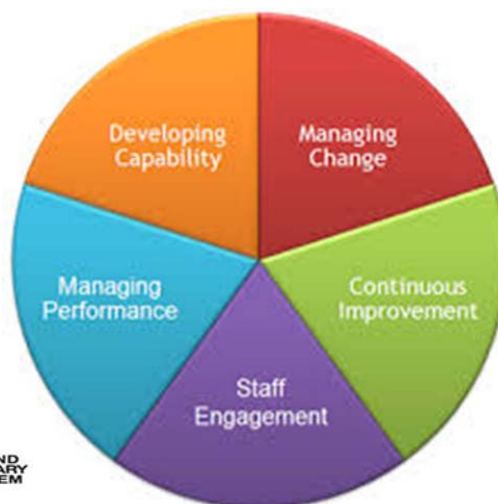 Developing
Capability
Managing
Change
Managing
Performance
Continuous
Improvement
Staff
Engagement